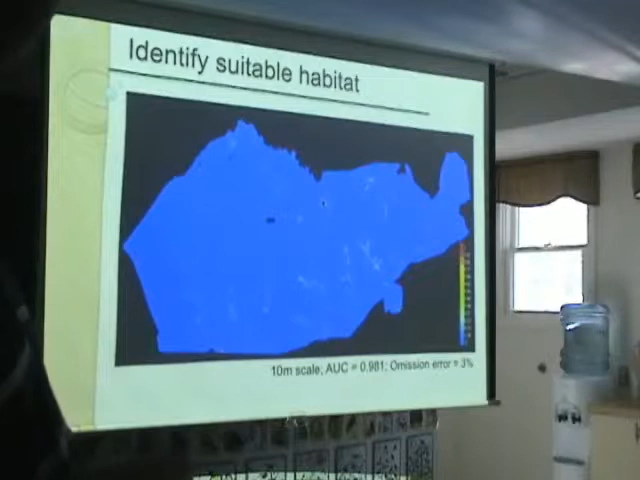 Identify suitable habitat
10m scale; AUC = 0.981; Omission error = 3%